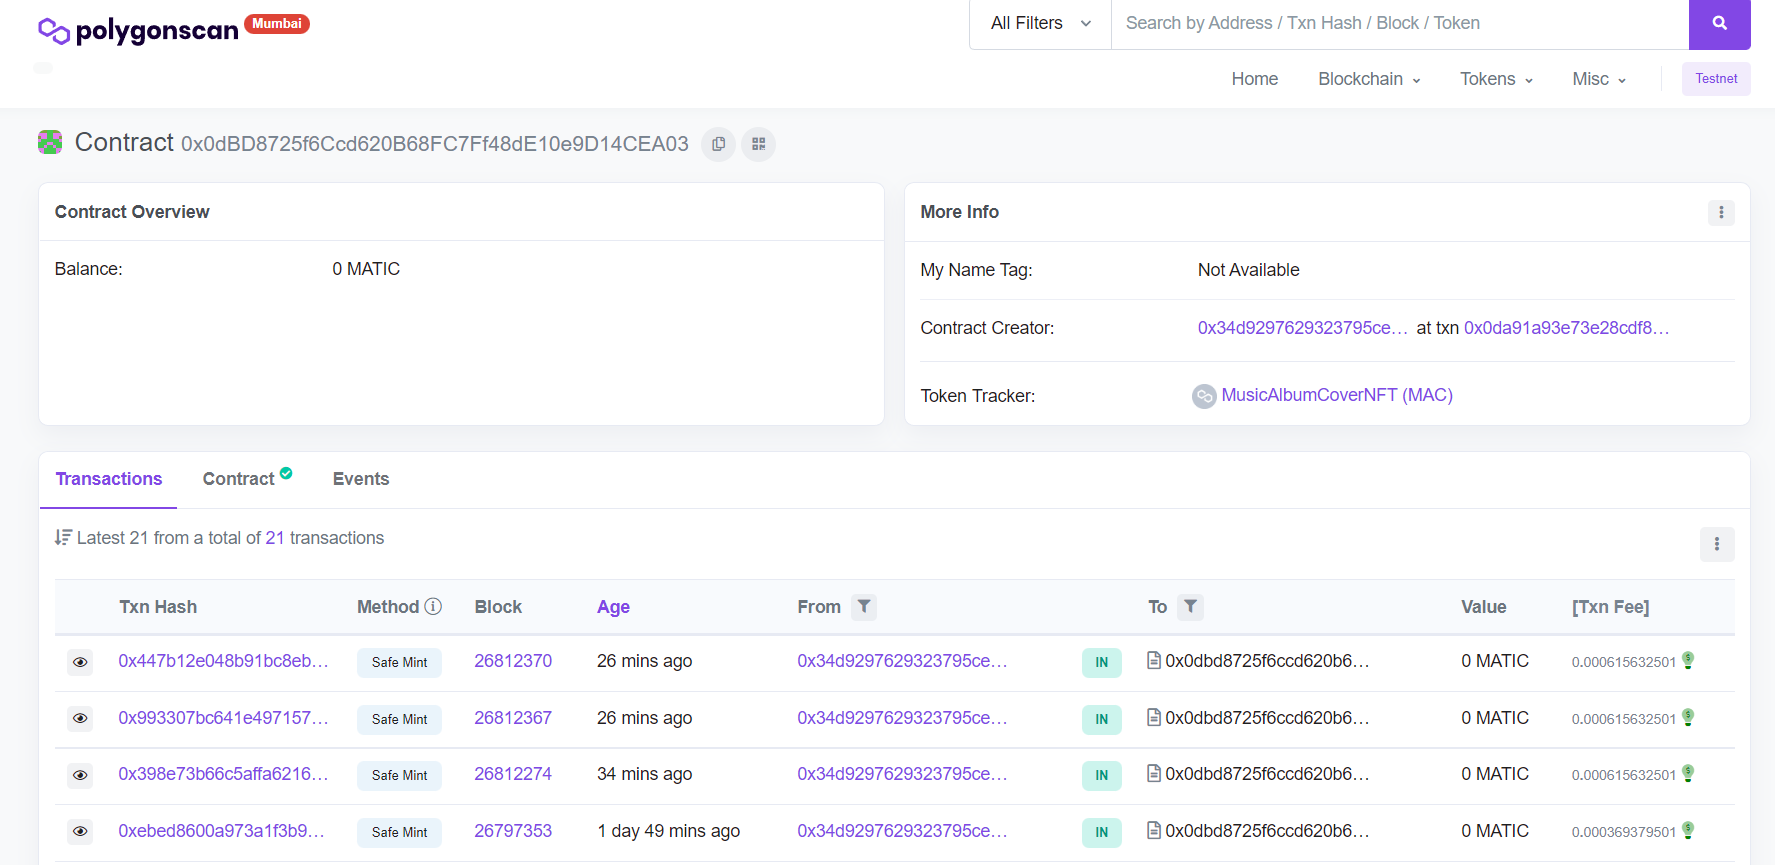 polygonscan Mumbai
All Filters Search by Address / Txn Hash / Block / Token
Home Blockchain Tokens Misc Testnet
Contract 0x0dBD8725f6Ccd620B68FC7Ff48dE10e9D14CEA03
Contract Overview
Balance: 0 MATIC
More Info
My Name Tag: Not Available
Contract Creator: 0x34d9297629323795ce... at txn 0x0da91a93e73e28cdf8...
Token Tracker: MusicAlbumCoverNFT (MAC)
Transactions Contract Events
Latest 21 from a total of 21 transactions
Txn Hash Method Block Age From To Value [Txn Fee]
0x447b12e048b91bc8eb... Safe Mint 26812370 26 mins ago 0x34d9297629323795ce... IN 0x0dbd8725f6ccd620b6... 0 MATIC 0.000615632501
0x993307bc641e497157... Safe Mint 26812367 26 mins ago 0x34d9297629323795ce... IN 0x0dbd8725f6ccd620b6... 0 MATIC 0.000615632501
0x398e73b66c5affa6216... Safe Mint 26812274 34 mins ago 0x34d9297629323795ce... IN 0x0dbd8725f6ccd620b6... 0 MATIC 0.000615632501
0xebed8600a973a1f3b9... Safe Mint 26797353 1 day 49 mins ago 0x34d9297629323795ce... IN 0x0dbd8725f6ccd620b6... 0 MATIC 0.000369379501